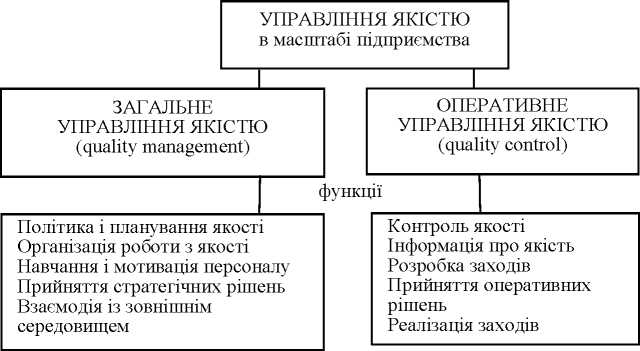 УПРАВЛІННЯ ЯКІСТЮ
в масштабі підприємства
ЗАГАЛЬНЕ
УПРАВЛІННЯ ЯКІСТЮ
(quality management)
ОПЕРАТИВНЕ
УПРАВЛІННЯ ЯКІСТЮ
(quality control)
функції
Політика і планування якості
Організація роботи з якості
Навчання і мотивація персоналу
Прийняття стратегічних рішень
Взаємодія із зовнішнім
середовищем
Контроль якості
Інформація про якість
Розробка заходів
Прийняття оперативних
рішень
Реалізація заходів